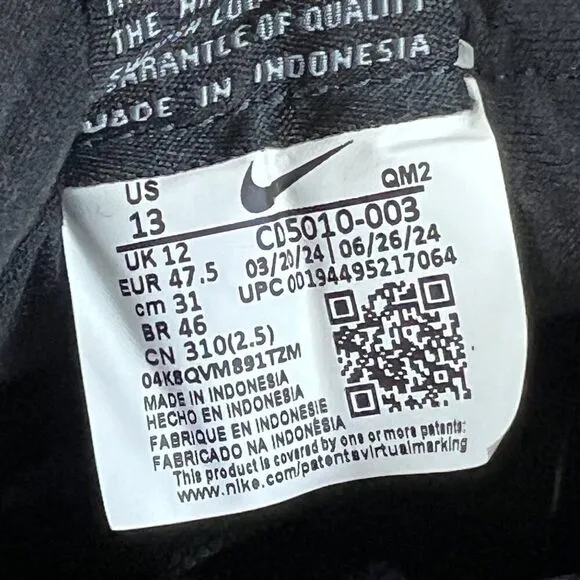 THE
GUARANTEE OF QUALITY
MADE IN INDONESIA
US QM2
13 CD5010-003
UK 12 03/20/24 | 06/26/24
EUR 47.5 UPC 00194495217064
cm 31
BR 46
CN 310(2.5)
04K8QVM891TZM
MADE IN INDONESIA
HECHO EN INDONESIA
FABRIQUE EN INDONESIE
FABRICADO NA INDONÉSIA
This product is covered by one or more patents:
www.nike.com/patentsvirtualmarking